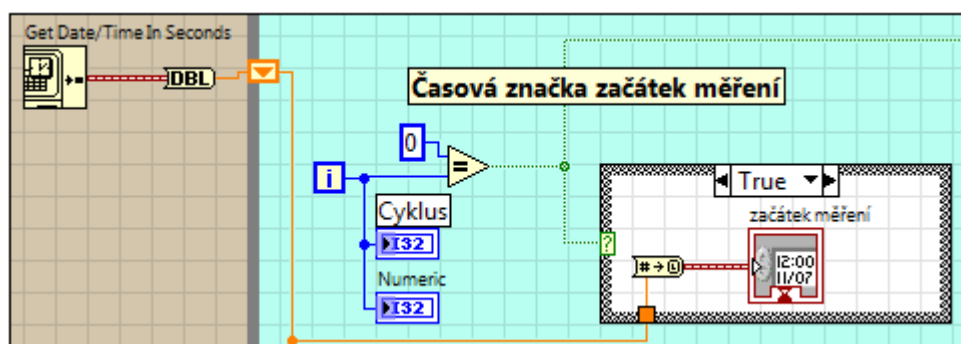 Get Date/Time In Seconds
DBL
Časová značka začátek měření
0
=
i
True
Cyklus
začátek měření
?
I32
#
12:00
11/07
Numeric
I32